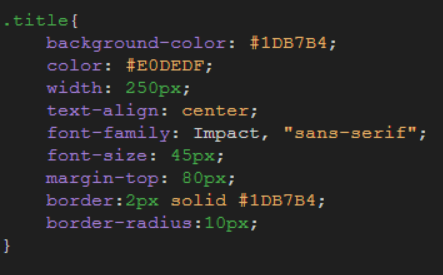 .title{
background-color: #1DB7B4;
color: #E0DEDF;
width: 250px;
text-align: center;
font-family: Impact, "sans-serif";
font-size: 45px;
margin-top: 80px;
border:2px solid #1DB7B4;
border-radius:10px;
}